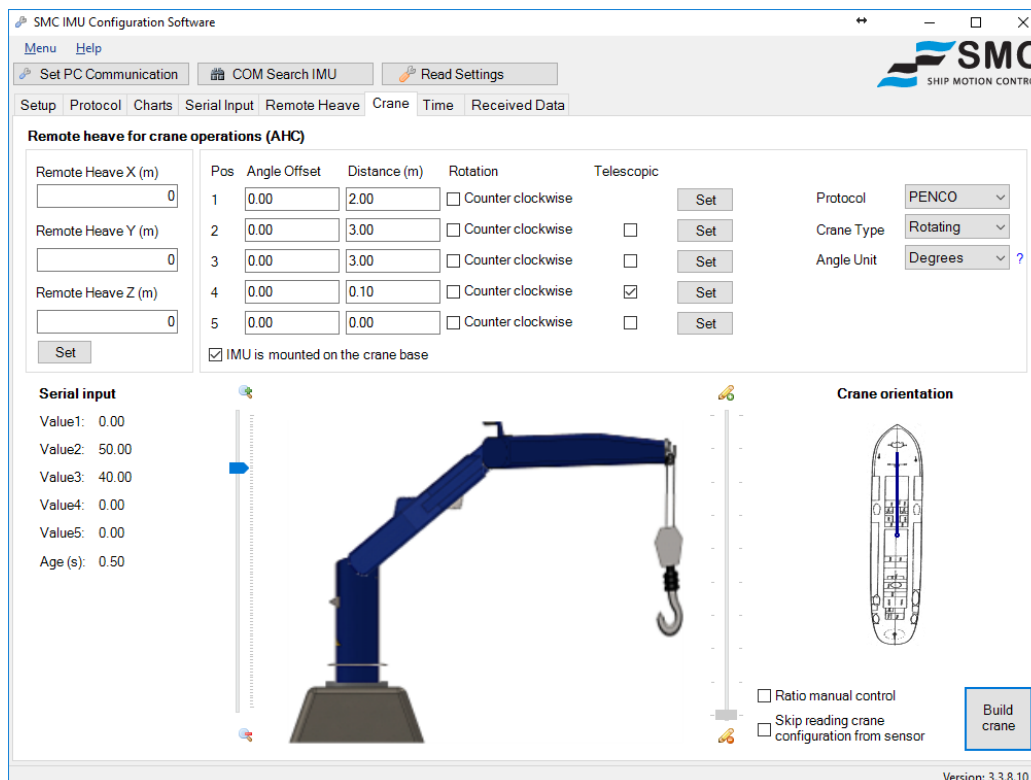 SMC IMU Configuration Software
Menu Help
Set PC Communication COM Search IMU Read Settings
SMC
SHIP MOTION CONTRO
Setup Protocol Charts Serial Input Remote Heave Crane Time Received Data
Remote heave for crane operations (AHC)
Remote Heave X (m)
0
Remote Heave Y (m)
0
Remote Heave Z (m)
0
Set
Pos Angle Offset Distance (m) Rotation Telescopic
1 0.00 2.00 Counter clockwise Set
2 0.00 3.00 Counter clockwise Set
3 0.00 3.00 Counter clockwise Set
4 0.00 0.10 Counter clockwise Set
5 0.00 0.00 Counter clockwise Set
IMU is mounted on the crane base
Protocol PENCO
Crane Type Rotating
Angle Unit Degrees ?
Serial input
Value1: 0.00
Value2: 50.00
Value3: 40.00
Value4: 0.00
Value5: 0.00
Age (s): 0.50
Crane orientation
Ratio manual control
Skip reading crane
configuration from sensor
Build
crane
Version: 3.3.8.10